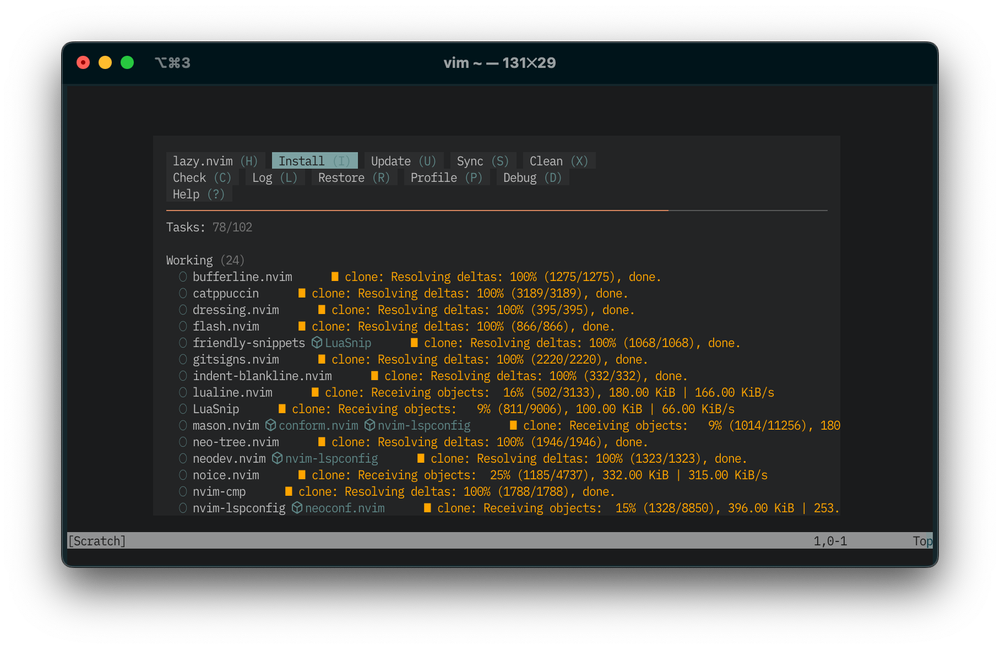 ⌥⌘3 vim ~ — 131✕29
lazy.nvim (H) Install (I) Update (U) Sync (S) Clean (X)
Check (C) Log (L) Restore (R) Profile (P) Debug (D)
Help (?)
Tasks: 78/102
Working (24)
bufferline.nvim clone: Resolving deltas: 100% (1275/1275), done.
catppuccin clone: Resolving deltas: 100% (3189/3189), done.
dressing.nvim clone: Resolving deltas: 100% (395/395), done.
flash.nvim clone: Resolving deltas: 100% (866/866), done.
friendly-snippets LuaSnip clone: Resolving deltas: 100% (1068/1068), done.
gitsigns.nvim clone: Resolving deltas: 100% (2220/2220), done.
indent-blankline.nvim clone: Resolving deltas: 100% (332/332), done.
lualine.nvim clone: Receiving objects: 16% (502/3133), 180.00 KiB | 166.00 KiB/s
LuaSnip clone: Receiving objects: 9% (811/9006), 100.00 KiB | 66.00 KiB/s
mason.nvim conform.nvim nvim-lspconfig clone: Receiving objects: 9% (1014/11256), 180
neo-tree.nvim clone: Resolving deltas: 100% (1946/1946), done.
neodev.nvim nvim-lspconfig clone: Resolving deltas: 100% (1323/1323), done.
noice.nvim clone: Receiving objects: 25% (1185/4737), 332.00 KiB | 315.00 KiB/s
nvim-cmp clone: Resolving deltas: 100% (1788/1788), done.
nvim-lspconfig neoconf.nvim clone: Receiving objects: 15% (1328/8850), 396.00 KiB | 253.
[Scratch] 1,0-1 Top